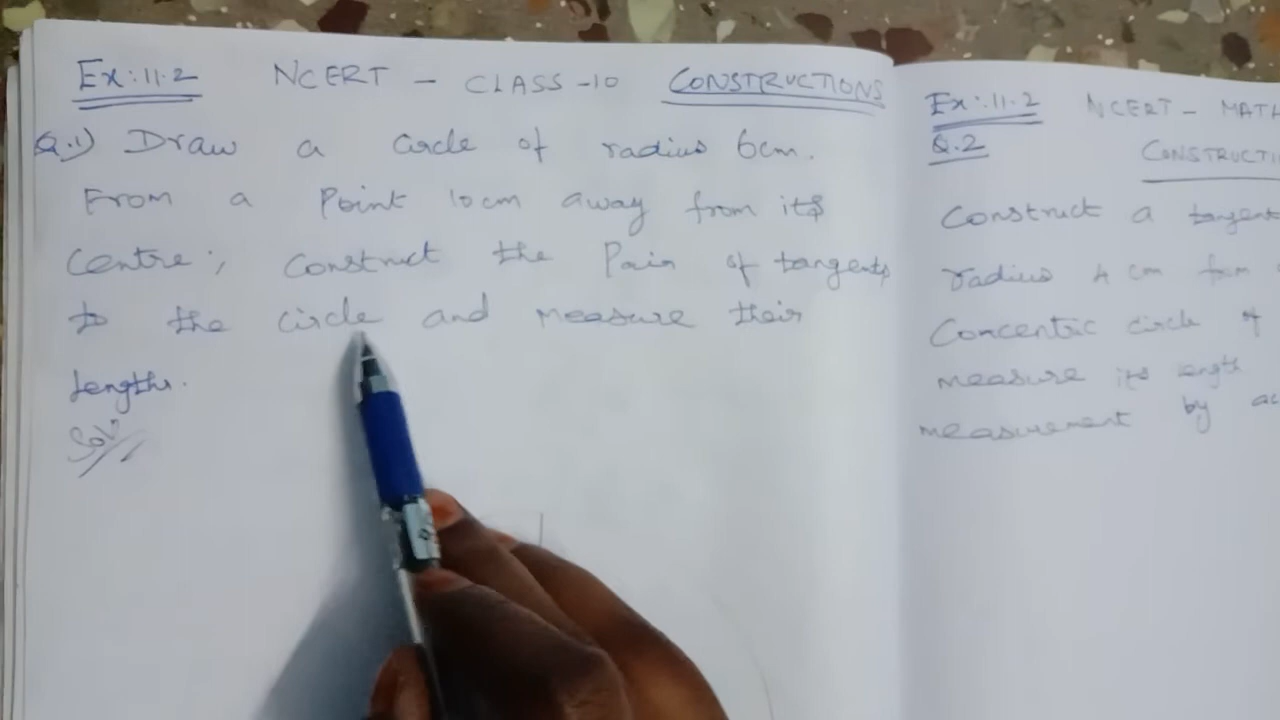 Ex:11.2 NCERT - CLASS-10 CONSTRUCTIONS
Q.1) Draw a circle of radius 6cm.
From a Point 10cm away from its
Centre; construct the Pair of tangents
to the circle and measure their
lengths.
Sol
Ex:.11.2 NCERT - MATH
Q.2
CONSTRUCTI
Construct a tangent
radius 4 cm from
Concentric circle of
measure its length
measurement by ac